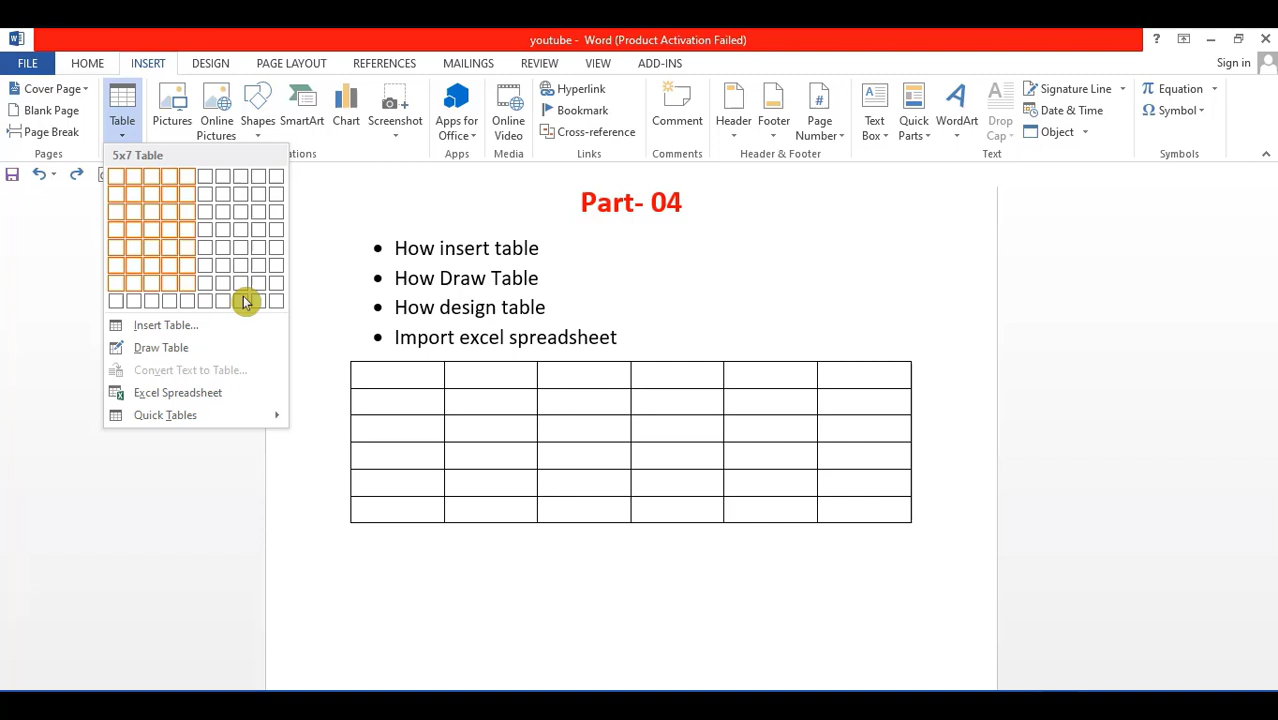 youtube - Word (Product Activation Failed)
?
FILE HOME INSERT DESIGN PAGE LAYOUT REFERENCES MAILINGS REVIEW VIEW ADD-INS Sign in
Cover Page
Blank Page
Page Break
Pages
Table
Pictures
Online Pictures
Shapes
SmartArt
Chart
Screenshot
ations
Apps for Office
Apps
Online Video
Media
Hyperlink
Bookmark
Cross-reference
Links
Comment
Comments
Header
Footer
Page Number
Header & Footer
Text Box
Quick Parts
WordArt
Drop Cap
Signature Line
Date & Time
Object
Text
Equation
Symbol
Symbols
5x7 Table
Insert Table...
Draw Table
Convert Text to Table...
Excel Spreadsheet
Quick Tables
Part- 04
• How insert table
• How Draw Table
• How design table
• Import excel spreadsheet